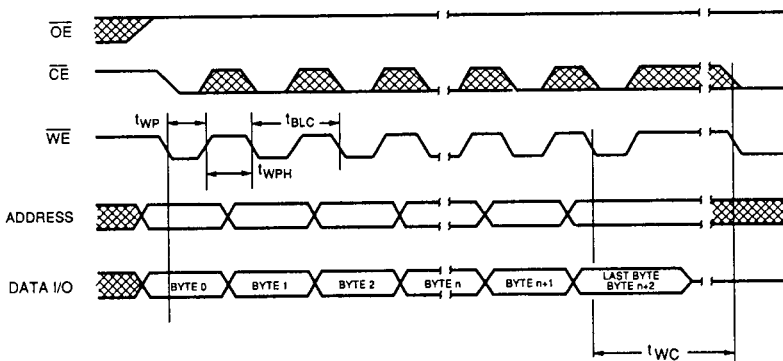 OE
CE
tWP
tBLC
WE
tWPH
ADDRESS
DATA I/O
BYTE 0
BYTE 1
BYTE 2
BYTE n
BYTE n+1
LAST BYTE
BYTE n+2
tWC